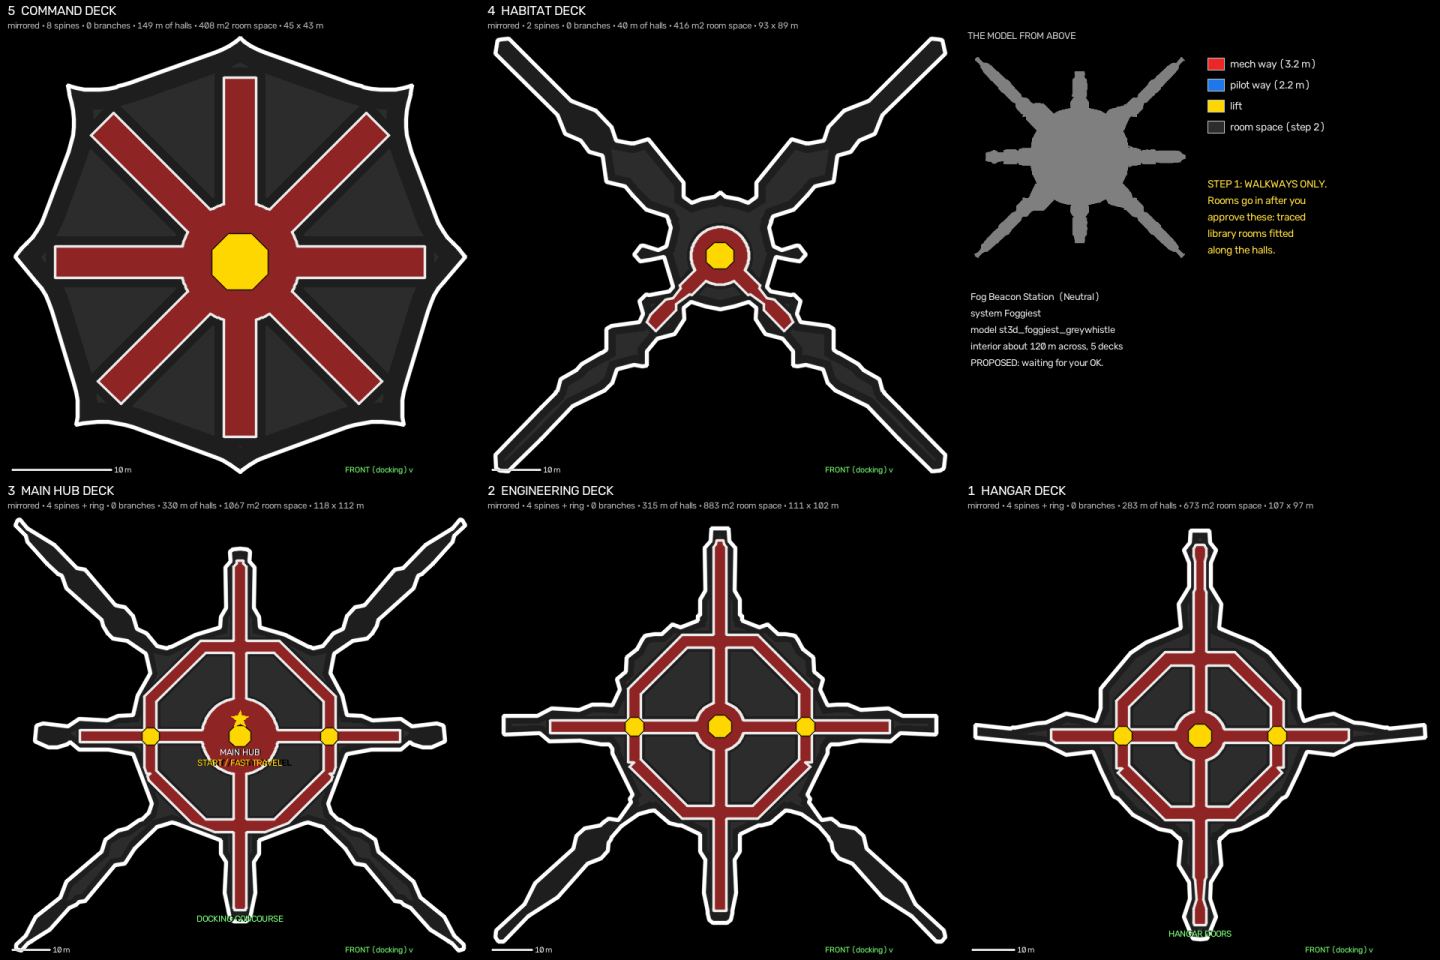 5 COMMAND DECK
mirrored • 8 spines • 0 branches • 149 m of halls • 408 m2 room space • 45 x 43 m
10 m
FRONT (docking) v
4 HABITAT DECK
mirrored • 2 spines • 0 branches • 40 m of halls • 416 m2 room space • 93 x 89 m
10 m
FRONT (docking) v
THE MODEL FROM ABOVE
mech way (3.2 m)
pilot way (2.2 m)
lift
room space (step 2)
STEP 1: WALKWAYS ONLY.
Rooms go in after you
approve these: traced
library rooms fitted
along the halls.
Fog Beacon Station (Neutral)
system Foggiest
model st3d_foggiest_greywhistle
interior about 120 m across, 5 decks
PROPOSED: waiting for your OK.
3 MAIN HUB DECK
mirrored • 4 spines + ring • 0 branches • 330 m of halls • 1067 m2 room space • 118 x 112 m
MAIN HUB
START / FAST TRAVEL
DOCKING CONCOURSE
10 m
FRONT (docking) v
2 ENGINEERING DECK
mirrored • 4 spines + ring • 0 branches • 315 m of halls • 883 m2 room space • 111 x 102 m
10 m
FRONT (docking) v
1 HANGAR DECK
mirrored • 4 spines + ring • 0 branches • 283 m of halls • 673 m2 room space • 107 x 97 m
HANGAR DOORS
10 m
FRONT (docking) v